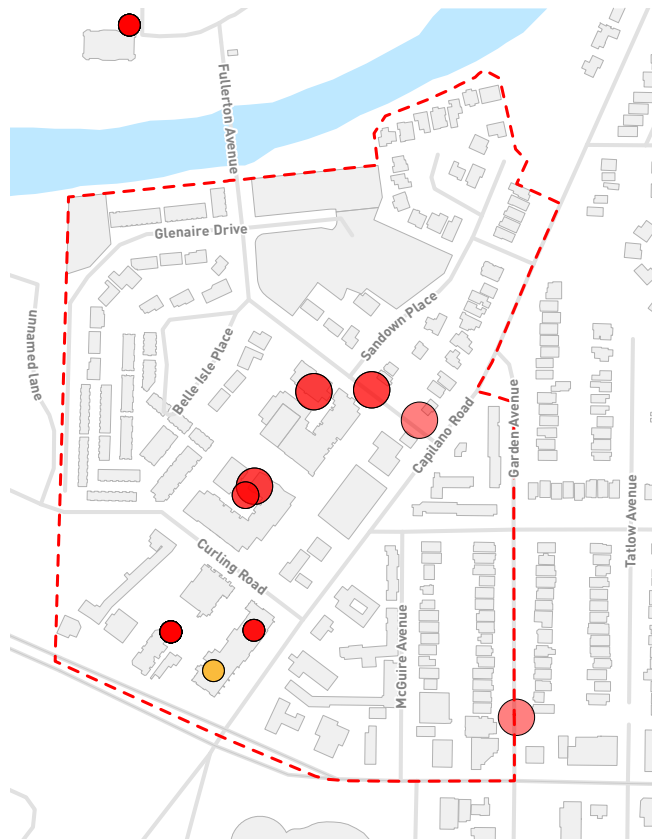 Fullerton Avenue
Glenaire Drive
unnamed lane
Sandown Place
Belle Isle Place
Capilano Road
Garden Avenue
Tatlow Avenue
Curling Road
McGuire Avenue